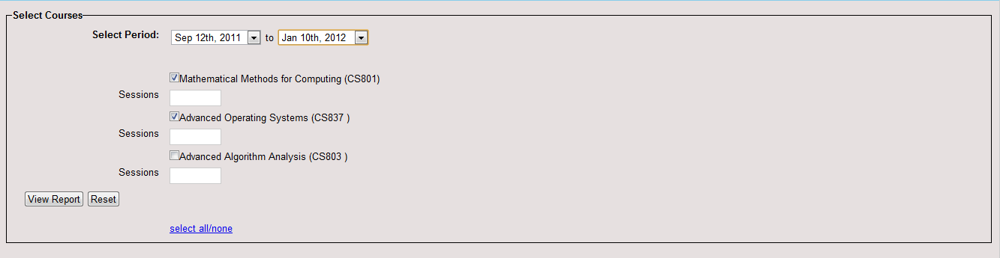 Select Courses
Select Period: Sep 12th, 2011 to Jan 10th, 2012
Mathematical Methods for Computing (CS801)
Sessions
Advanced Operating Systems (CS837 )
Sessions
Advanced Algorithm Analysis (CS803 )
Sessions
View Report Reset
select all/none